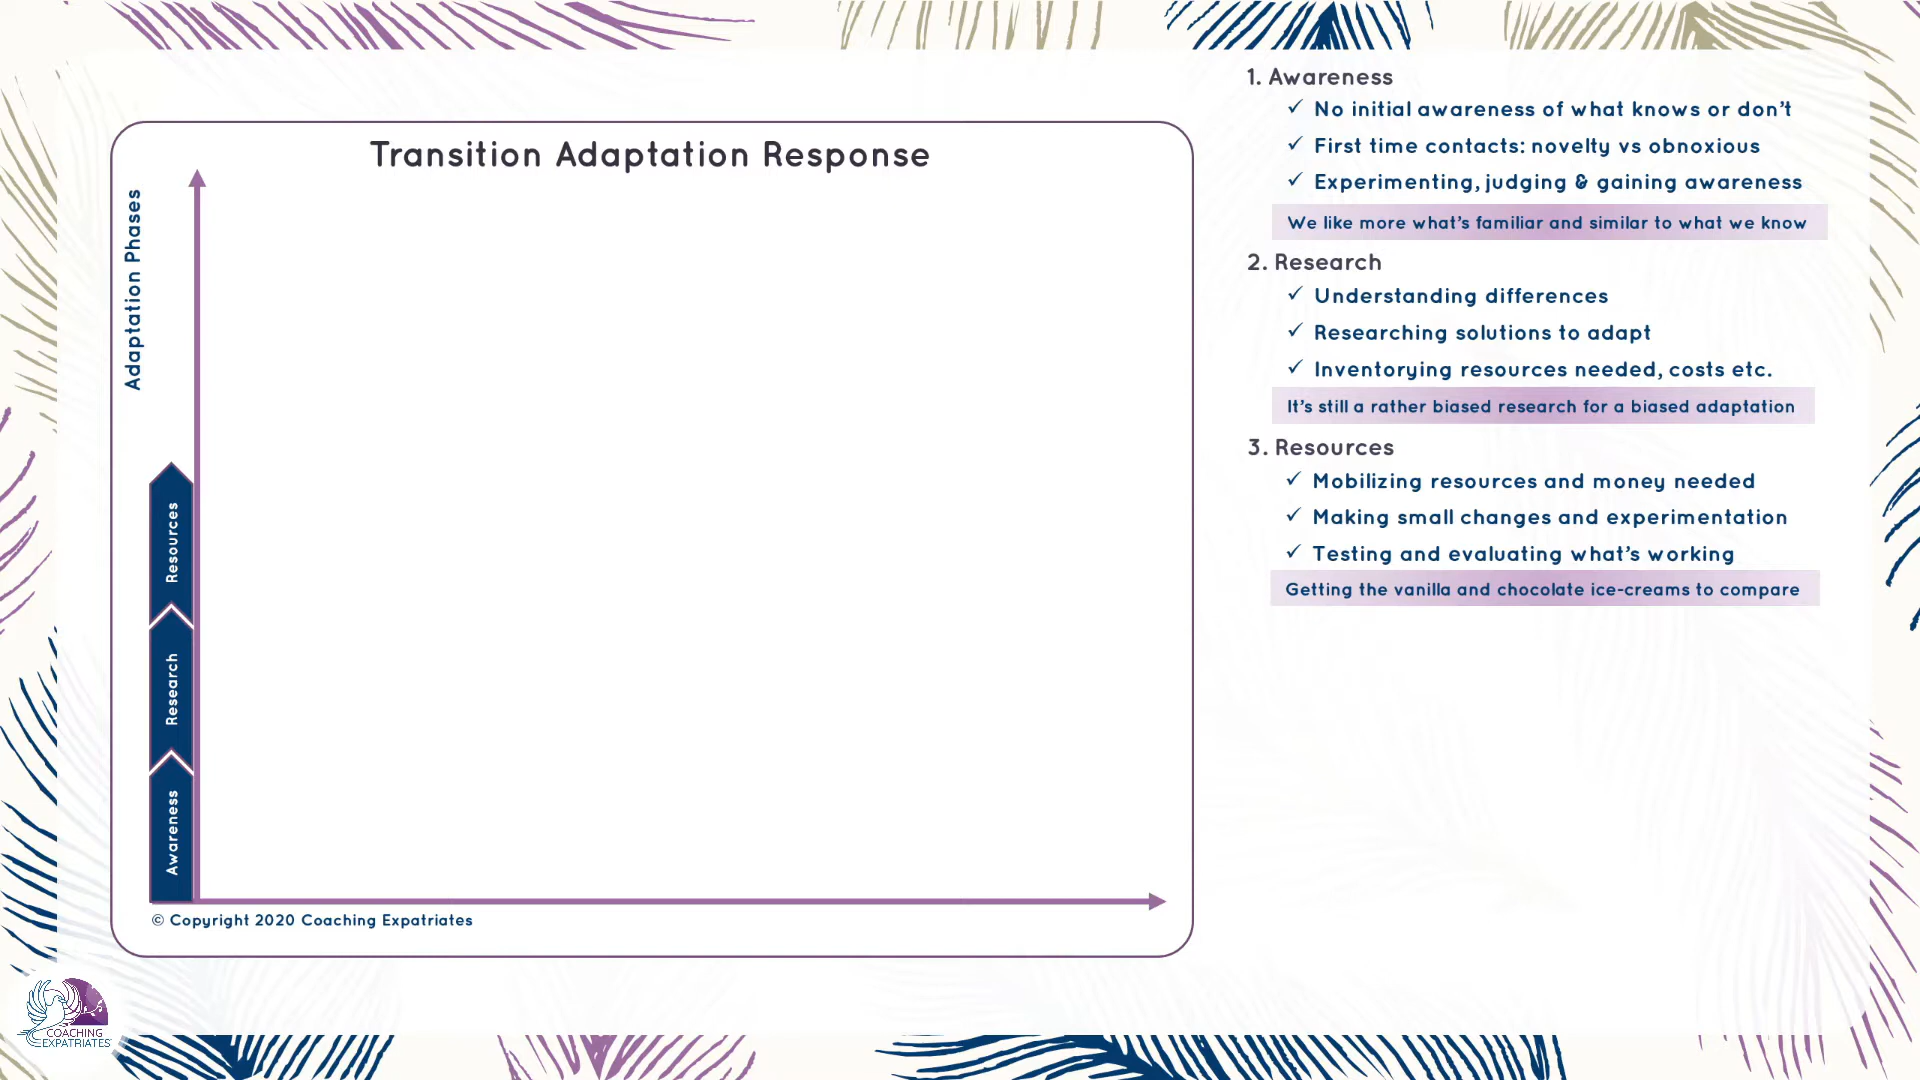 Transition Adaptation Response
Adaptation Phases
Resources
Research
Awareness
© Copyright 2020 Coaching Expatriates
1. Awareness
✓ No initial awareness of what knows or don't
✓ First time contacts: novelty vs obnoxious
✓ Experimenting, judging & gaining awareness
We like more what's familiar and similar to what we know
2. Research
✓ Understanding differences
✓ Researching solutions to adapt
✓ Inventorying resources needed, costs etc.
It's still a rather biased research for a biased adaptation
3. Resources
✓ Mobilizing resources and money needed
✓ Making small changes and experimentation
✓ Testing and evaluating what's working
Getting the vanilla and chocolate ice-creams to compare
COACHING
EXPATRIATES